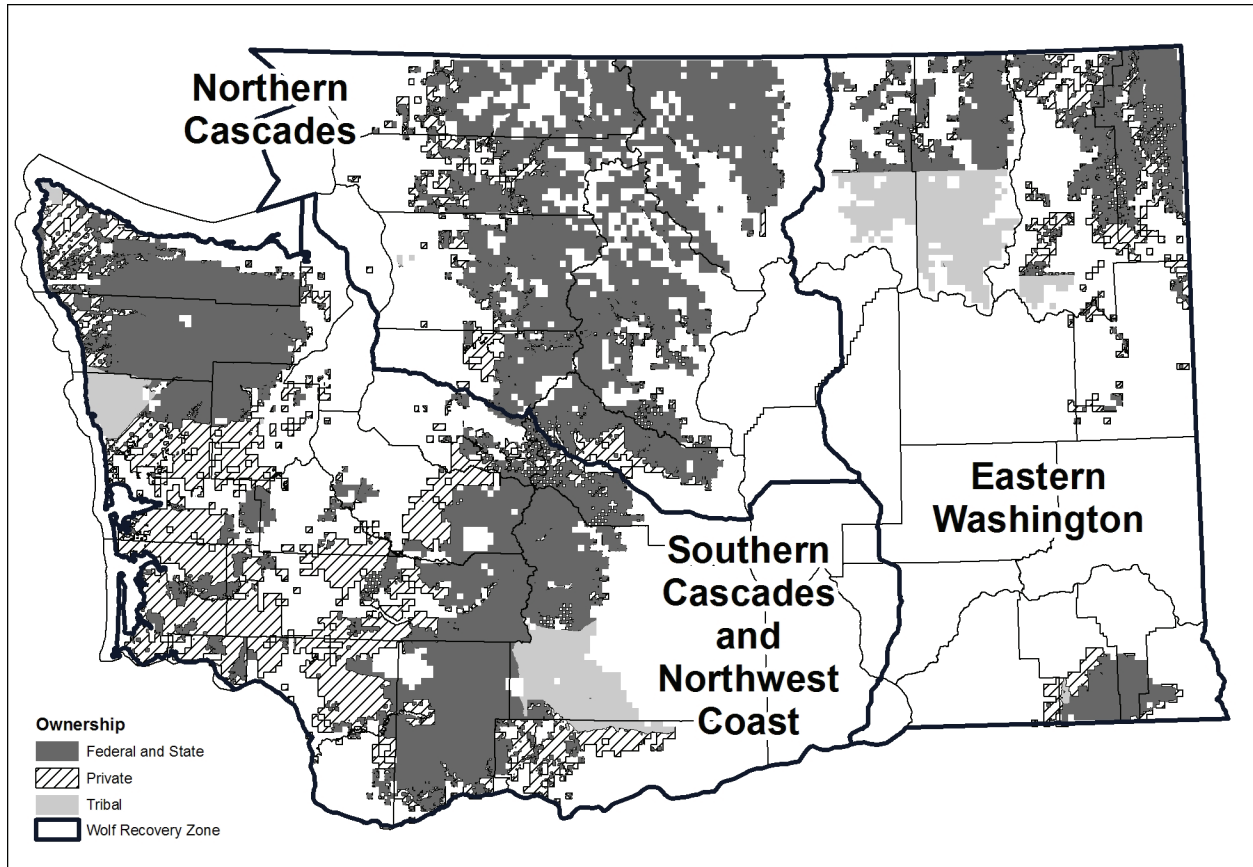 Northern
Cascades
Eastern
Washington
Southern
Cascades
and
Northwest
Coast
Ownership
Federal and State
Private
Tribal
Wolf Recovery Zone